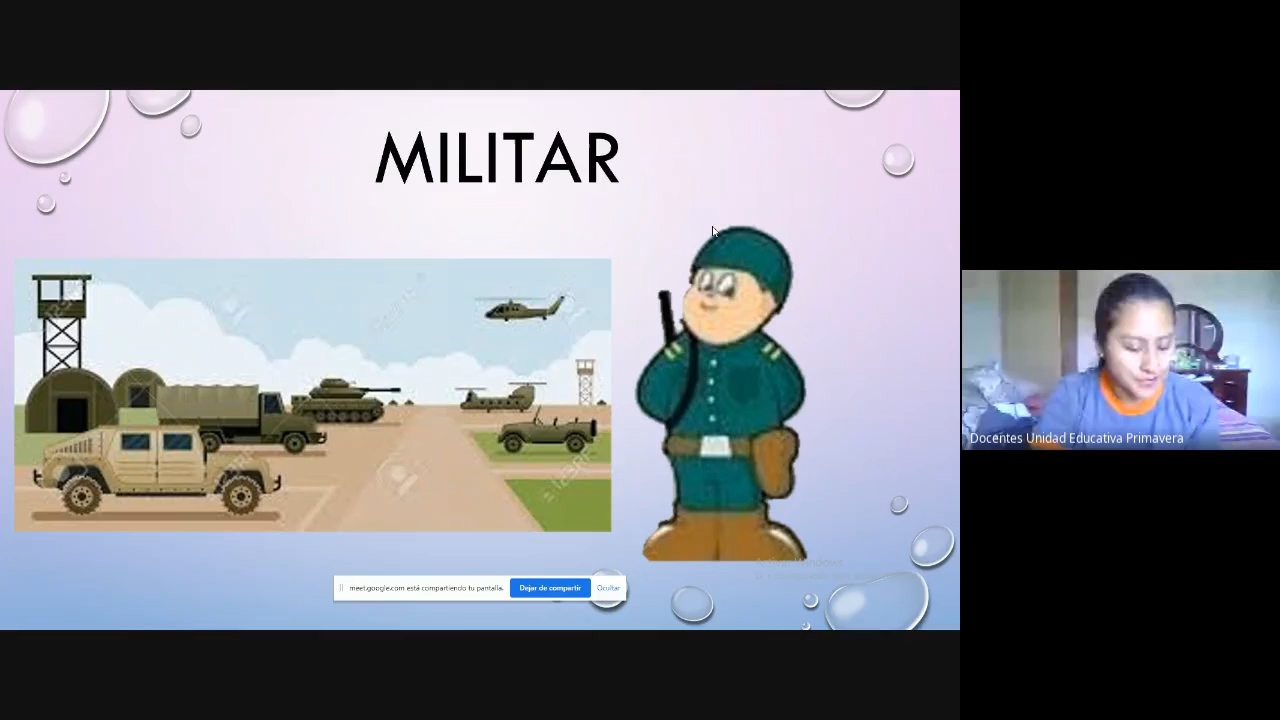 MILITAR
Docentes Unidad Educativa Primavera
meet.google.com está compartiendo tu pantalla.
Dejar de compartir
Ocultar